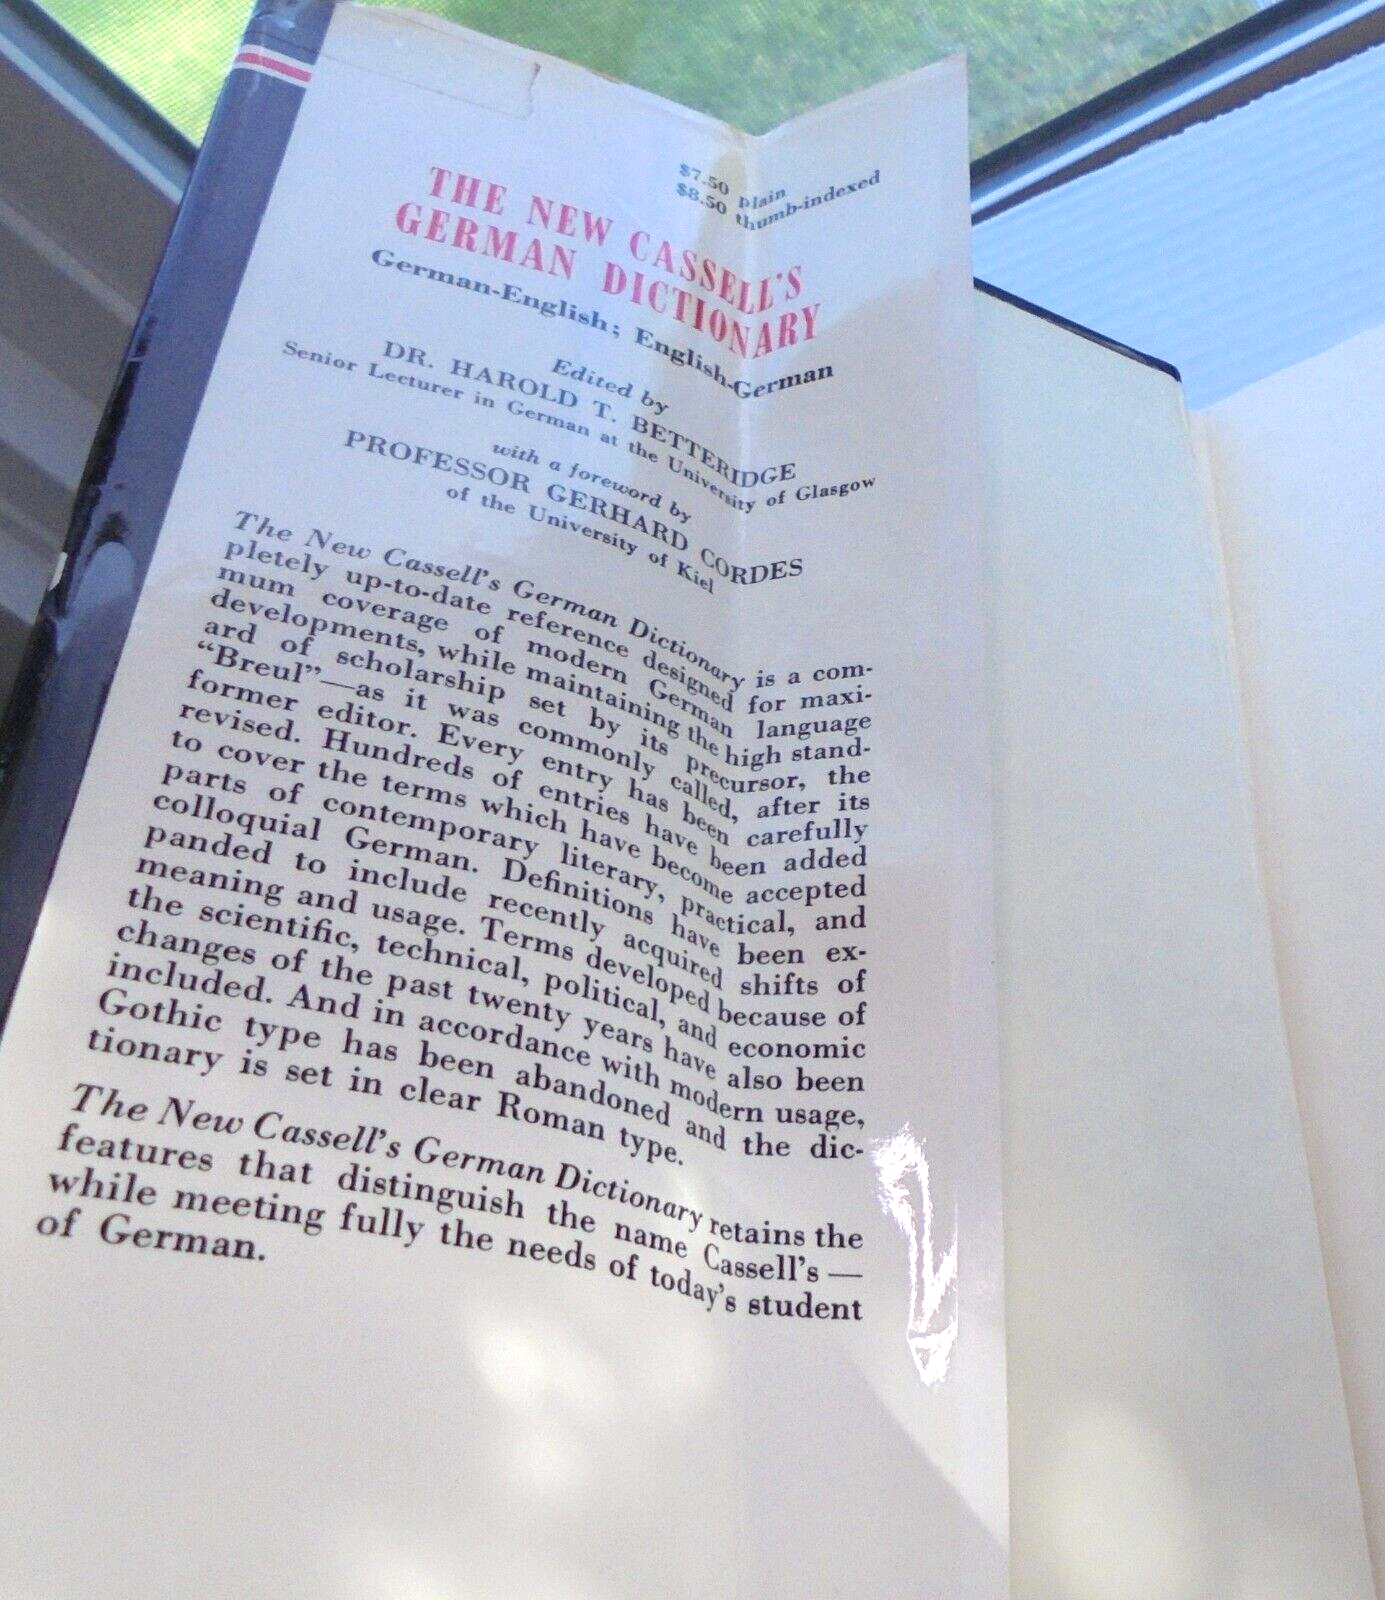 $7.50 plain
$8.50 thumb-indexed
THE NEW CASSELL'S
GERMAN DICTIONARY
German-English; English-German
Edited by
DR. HAROLD T. BETTERIDGE
Senior Lecturer in German at the University of Glasgow
with a foreword by
PROFESSOR GERHARD CORDES
of the University of Kiel
The New Cassell's German Dictionary is a com-
pletely up-to-date reference designed for maxi-
mum coverage of modern German language
developments, while maintaining the high stand-
ard of scholarship set by its precursor, the
“Breul”—as it was commonly called, after its
former editor. Every entry has been carefully
revised. Hundreds of entries have been added
to cover the terms which have become accepted
parts of contemporary literary, practical, and
colloquial German. Definitions have been ex-
panded to include recently acquired shifts of
meaning and usage. Terms developed because of
the scientific, technical, political, and economic
changes of the past twenty years have also been
included. And in accordance with modern usage,
Gothic type has been abandoned and the dic-
tionary is set in clear Roman type.
The New Cassell's German Dictionary retains the
features that distinguish the name Cassell's —
while meeting fully the needs of today's student
of German.